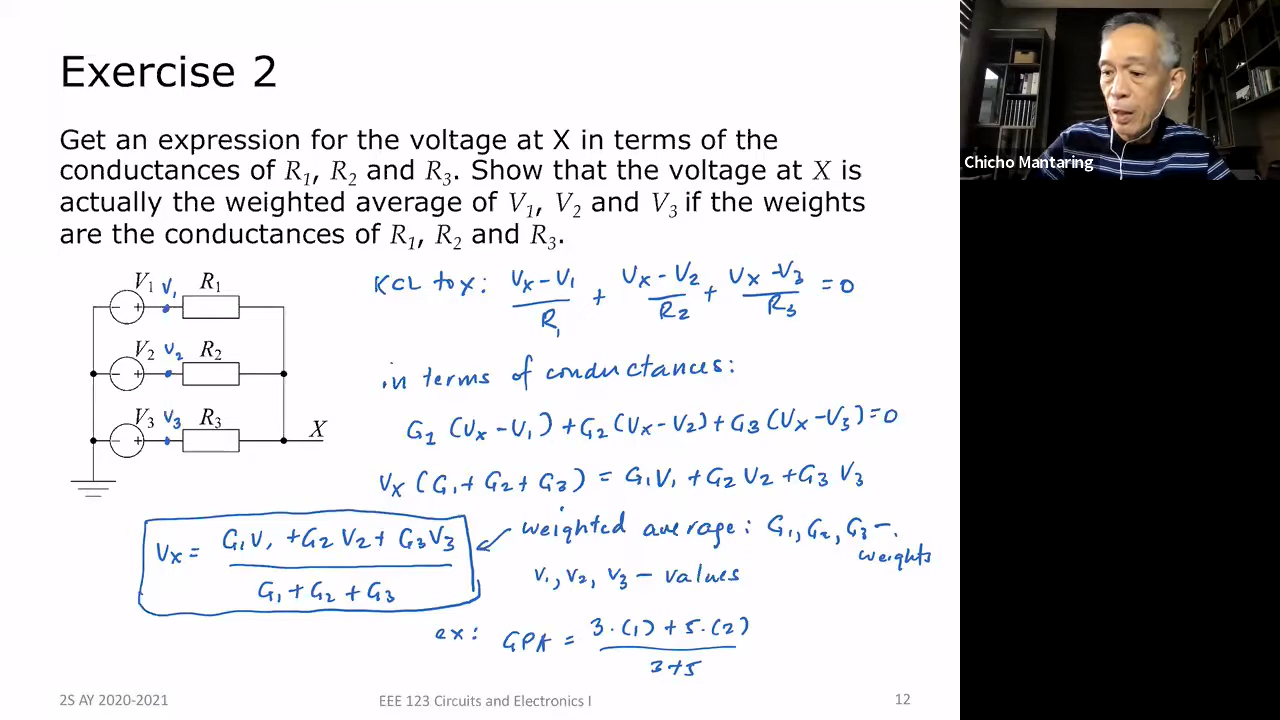 Exercise 2
Get an expression for the voltage at X in terms of the
conductances of R1, R2 and R3. Show that the voltage at X is
actually the weighted average of V1, V2 and V3 if the weights
are the conductances of R1, R2 and R3.
V1 V1 R1
V2 V2 R2
V3 V3 R3 X
- +
- +
- +
KCL to x: (Vx - V1)/R1 + (Vx - V2)/R2 + (Vx - V3)/R3 = 0
in terms of conductances:
G1 (Vx - V1) + G2 (Vx - V2) + G3 (Vx - V3) = 0
Vx (G1 + G2 + G3) = G1V1 + G2 V2 + G3 V3
Vx = (G1V1 + G2 V2 + G3 V3)/(G1 + G2 + G3)
weighted average: G1, G2, G3 -
weights
V1, V2, V3 - values
ex: GPA = (3·(1) + 5·(2))/(3+5)
2S AY 2020-2021 EEE 123 Circuits and Electronics I 12
Chicho Mantaring